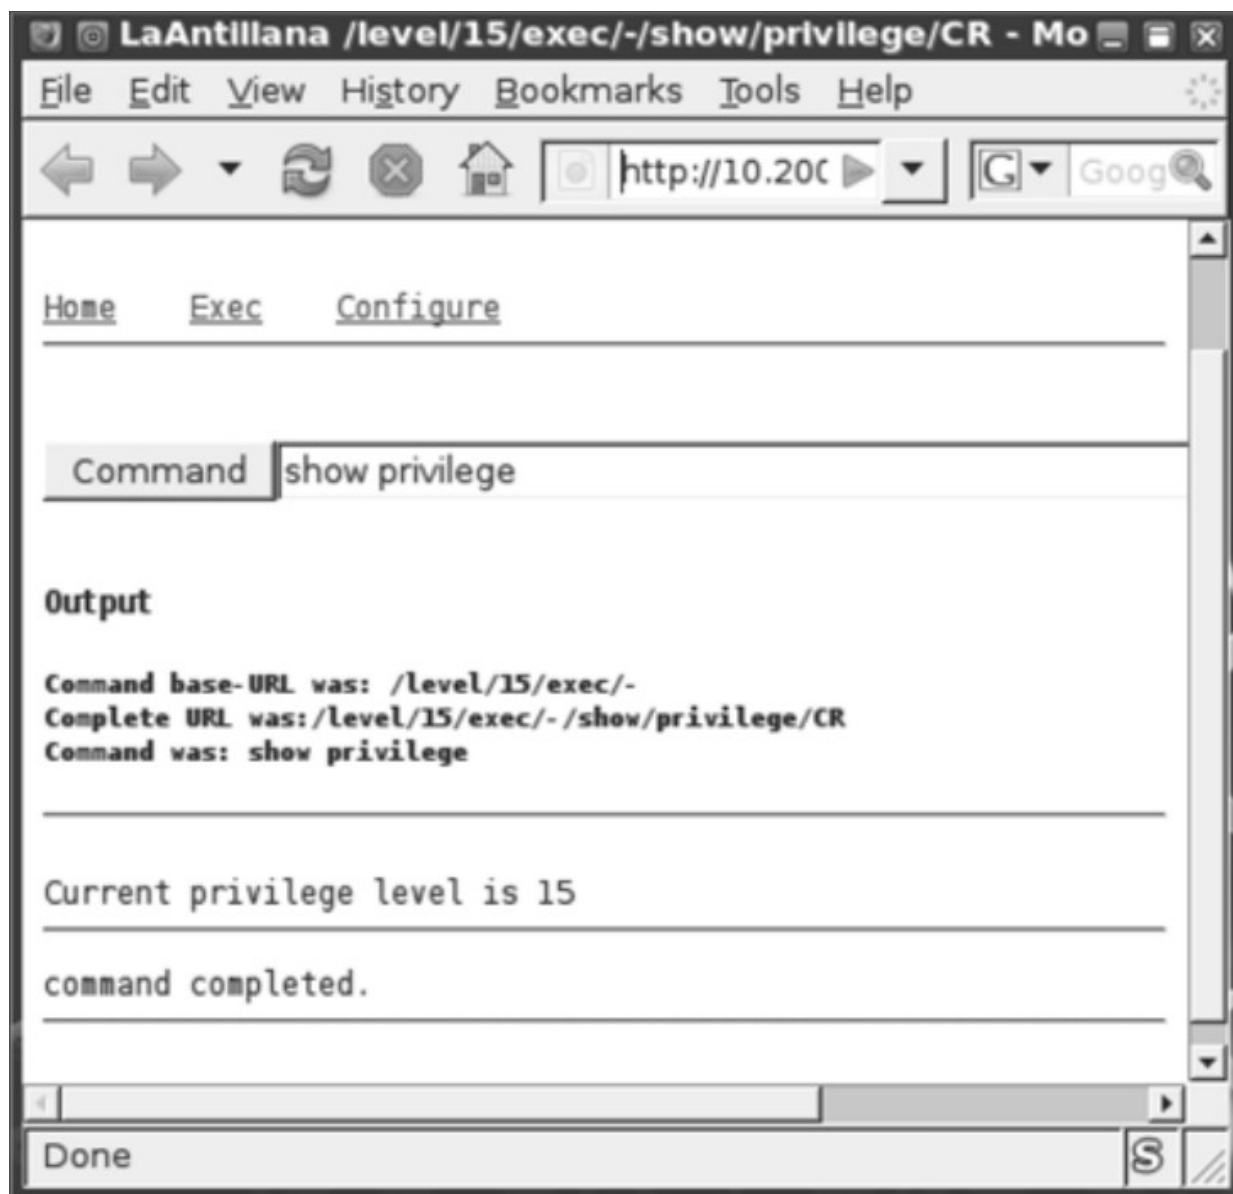 LaAntillana /level/15/exec/-/show/privilege/CR - Mo
File Edit View History Bookmarks Tools Help
http://10.200 G Goog
Home Exec Configure
Command show privilege
Output
Command base-URL was: /level/15/exec/-
Complete URL was:/level/15/exec/-/show/privilege/CR
Command was: show privilege
Current privilege level is 15
command completed.
Done S